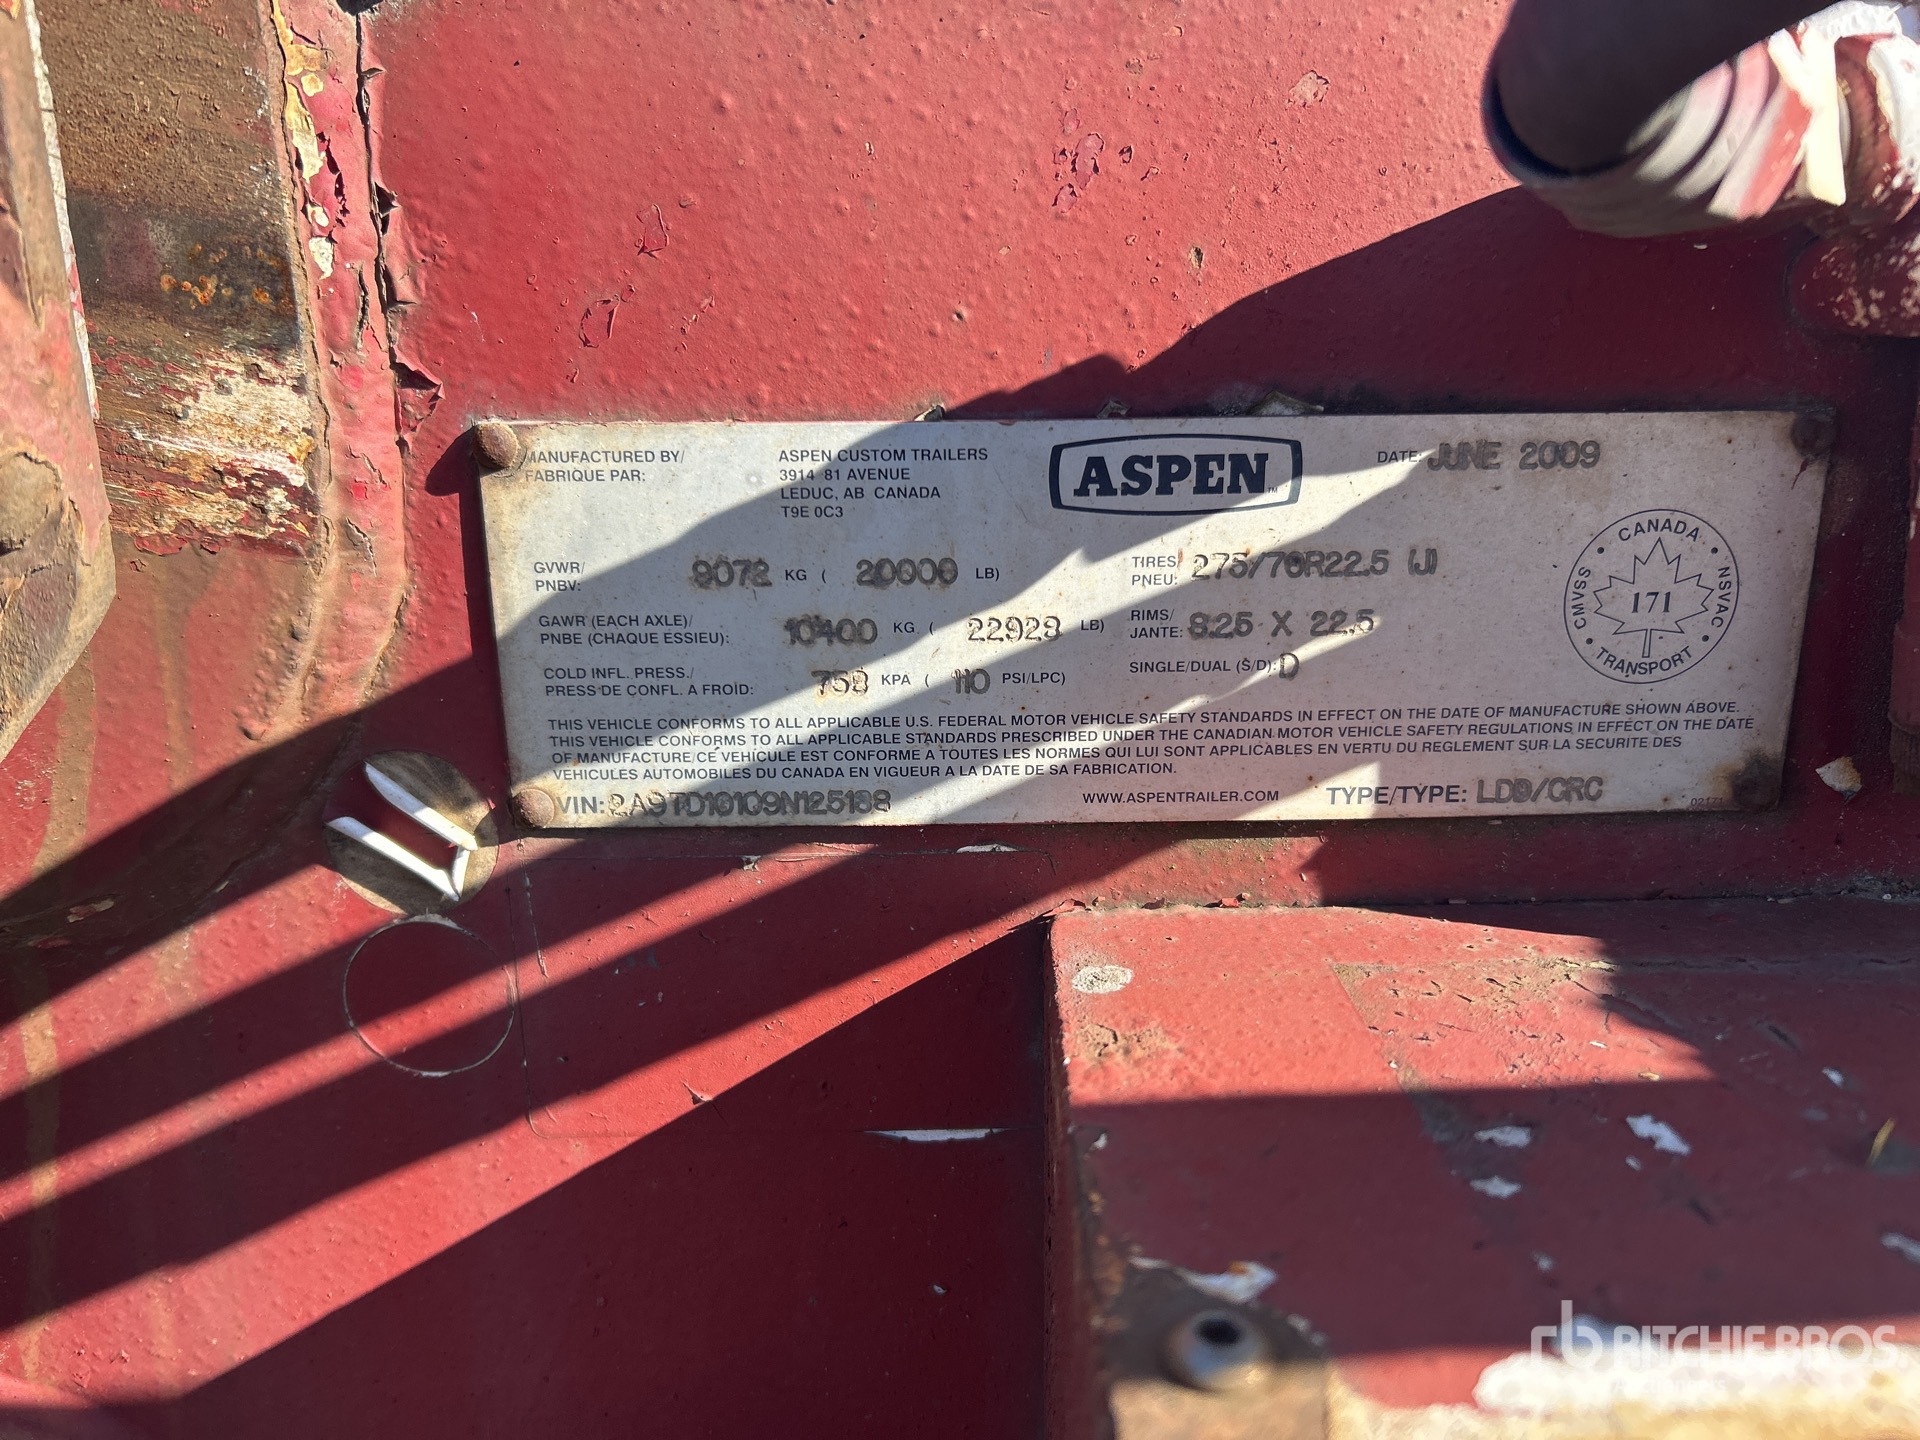 MANUFACTURED BY/ ASPEN CUSTOM TRAILERS
FABRIQUE PAR: 3914 81 AVENUE
LEDUC, AB CANADA
T9E 0C3
ASPEN TM
DATE: JUNE 2009
GVWR/
PNBV: 9072 KG ( 20000 LB)
TIRES/
PNEU: 275/70R22.5 (J)
GAWR (EACH AXLE)/
PNBE (CHAQUE ESSIEU): 10400 KG. ( 22928 LB)
RIMS/
JANTE: 8.25 X 22.5
COLD INFL. PRESS./
PRESS DE CONFL. A FROID: 758 KPA ( 110 PSI/LPC)
SINGLE/DUAL (S/D): D
CANADA
CMVSS
NSVAC
171
TRANSPORT
THIS VEHICLE CONFORMS TO ALL APPLICABLE U.S. FEDERAL MOTOR VEHICLE SAFETY STANDARDS IN EFFECT ON THE DATE OF MANUFACTURE SHOWN ABOVE.
THIS VEHICLE CONFORMS TO ALL APPLICABLE STANDARDS PRESCRIBED UNDER THE CANADIAN MOTOR VEHICLE SAFETY REGULATIONS IN EFFECT ON THE DATE
OF MANUFACTURE/CE VEHICULE EST CONFORME A TOUTES LES NORMES QUI LUI SONT APPLICABLES EN VERTU DU REGLEMENT SUR LA SECURITE DES
VEHICULES AUTOMOBILES DU CANADA EN VIGUEUR A LA DATE DE SA FABRICATION.
VIN: 2A9TD10109N125188
WWW.ASPENTRAILER.COM
TYPE/TYPE: LDD/CRC
rb RITCHIE BROS